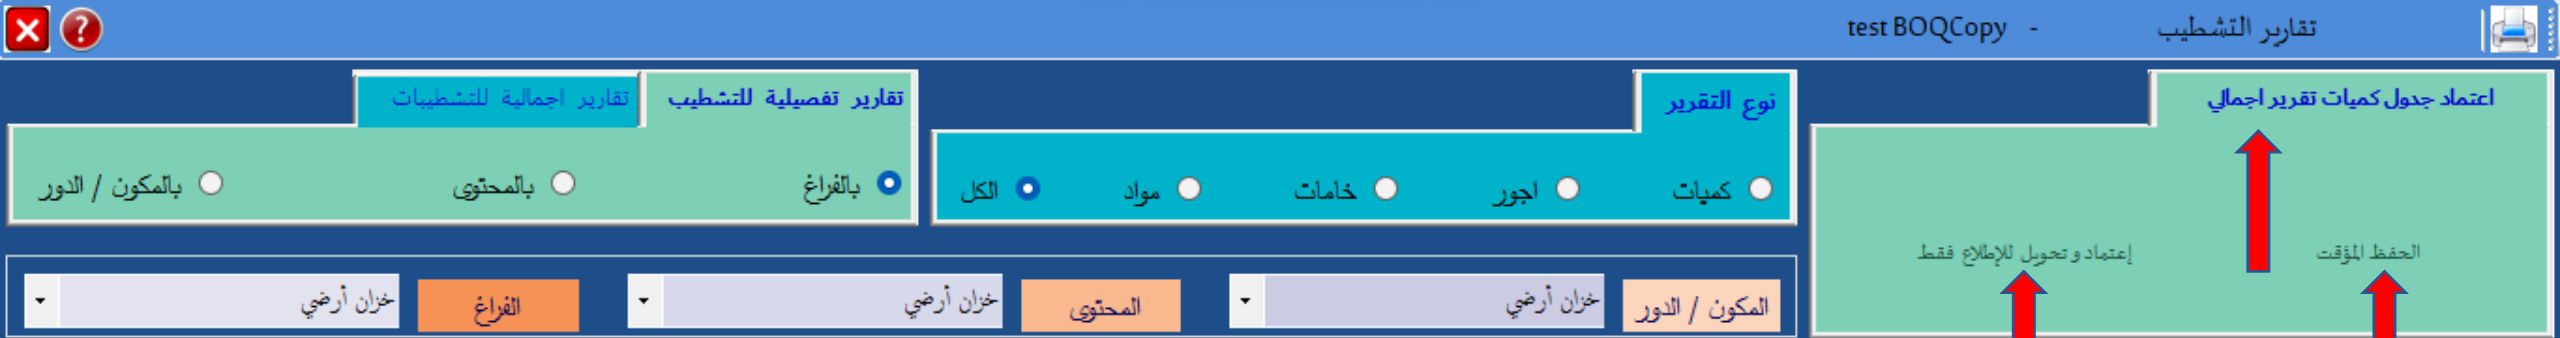 تقارير التشطيب - test BOQCopy
اعتماد جدول كميات تقرير اجمالي
نوع التقرير
تقارير تفصيلية للتشطيب
تقارير اجمالية للتشطيبات
كميات
اجور
خامات
مواد
الكل
بالفراغ
بالمحتوى
بالمكون / الدور
الحفظ المؤقت
إعتماد و تحويل للإطلاع فقط
المكون / الدور
خزان أرضي
المحتوى
خزان أرضي
الفراغ
خزان أرضي